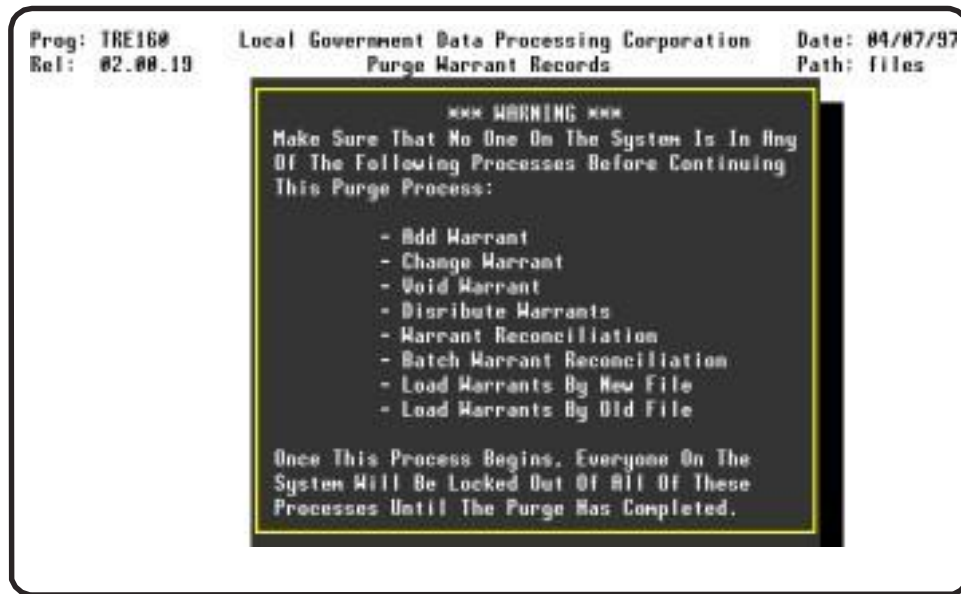 Prog: TRE160 Local Government Data Processing Corporation Date: 04/07/97
Rel: 02.00.19 Purge Warrant Records Path: files
*** WARNING ***
Make Sure That No One On The System Is In Any
Of The Following Processes Before Continuing
This Purge Process:
- Add Warrant
- Change Warrant
- Void Warrant
- Disribute Warrants
- Warrant Reconciliation
- Batch Warrant Reconciliation
- Load Warrants By New File
- Load Warrants By Old File
Once This Process Begins, Everyone On The
System Will Be Locked Out Of All Of These
Processes Until The Purge Has Completed.